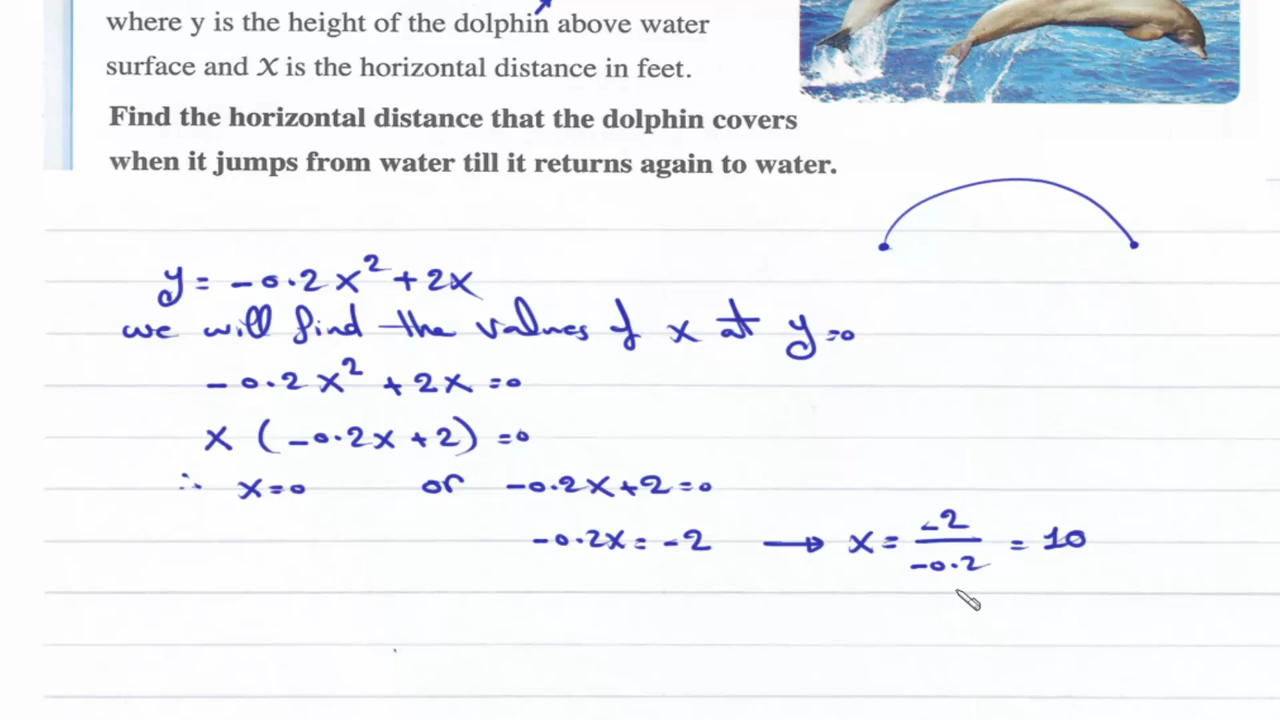 where y is the height of the dolphin above water
surface and X is the horizontal distance in feet.
Find the horizontal distance that the dolphin covers
when it jumps from water till it returns again to water.
y = -0.2x² + 2x
we will find the values of x at y=0
-0.2x² + 2x =0
x (-0.2x +2) =0
∴ x=0 or -0.2x+2=0
-0.2x = -2 → x = -2/-0.2 = 10